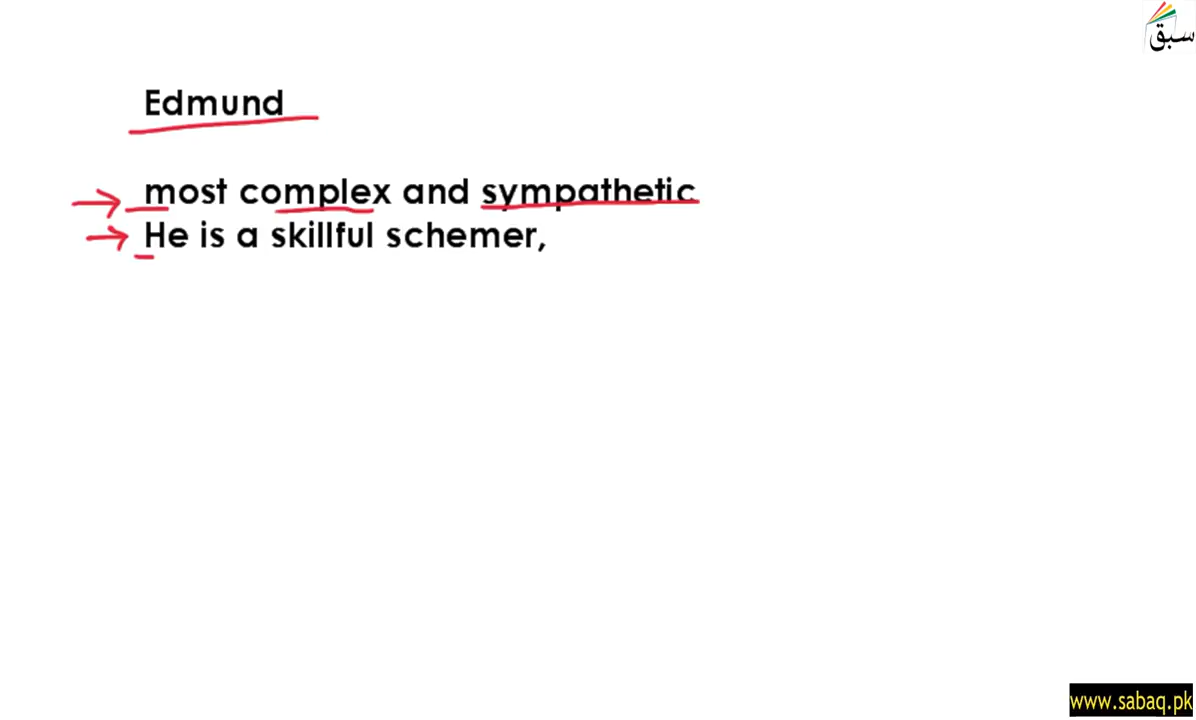 سبق
Edmund
most complex and sympathetic
He is a skillful schemer,
www.sabaq.pk